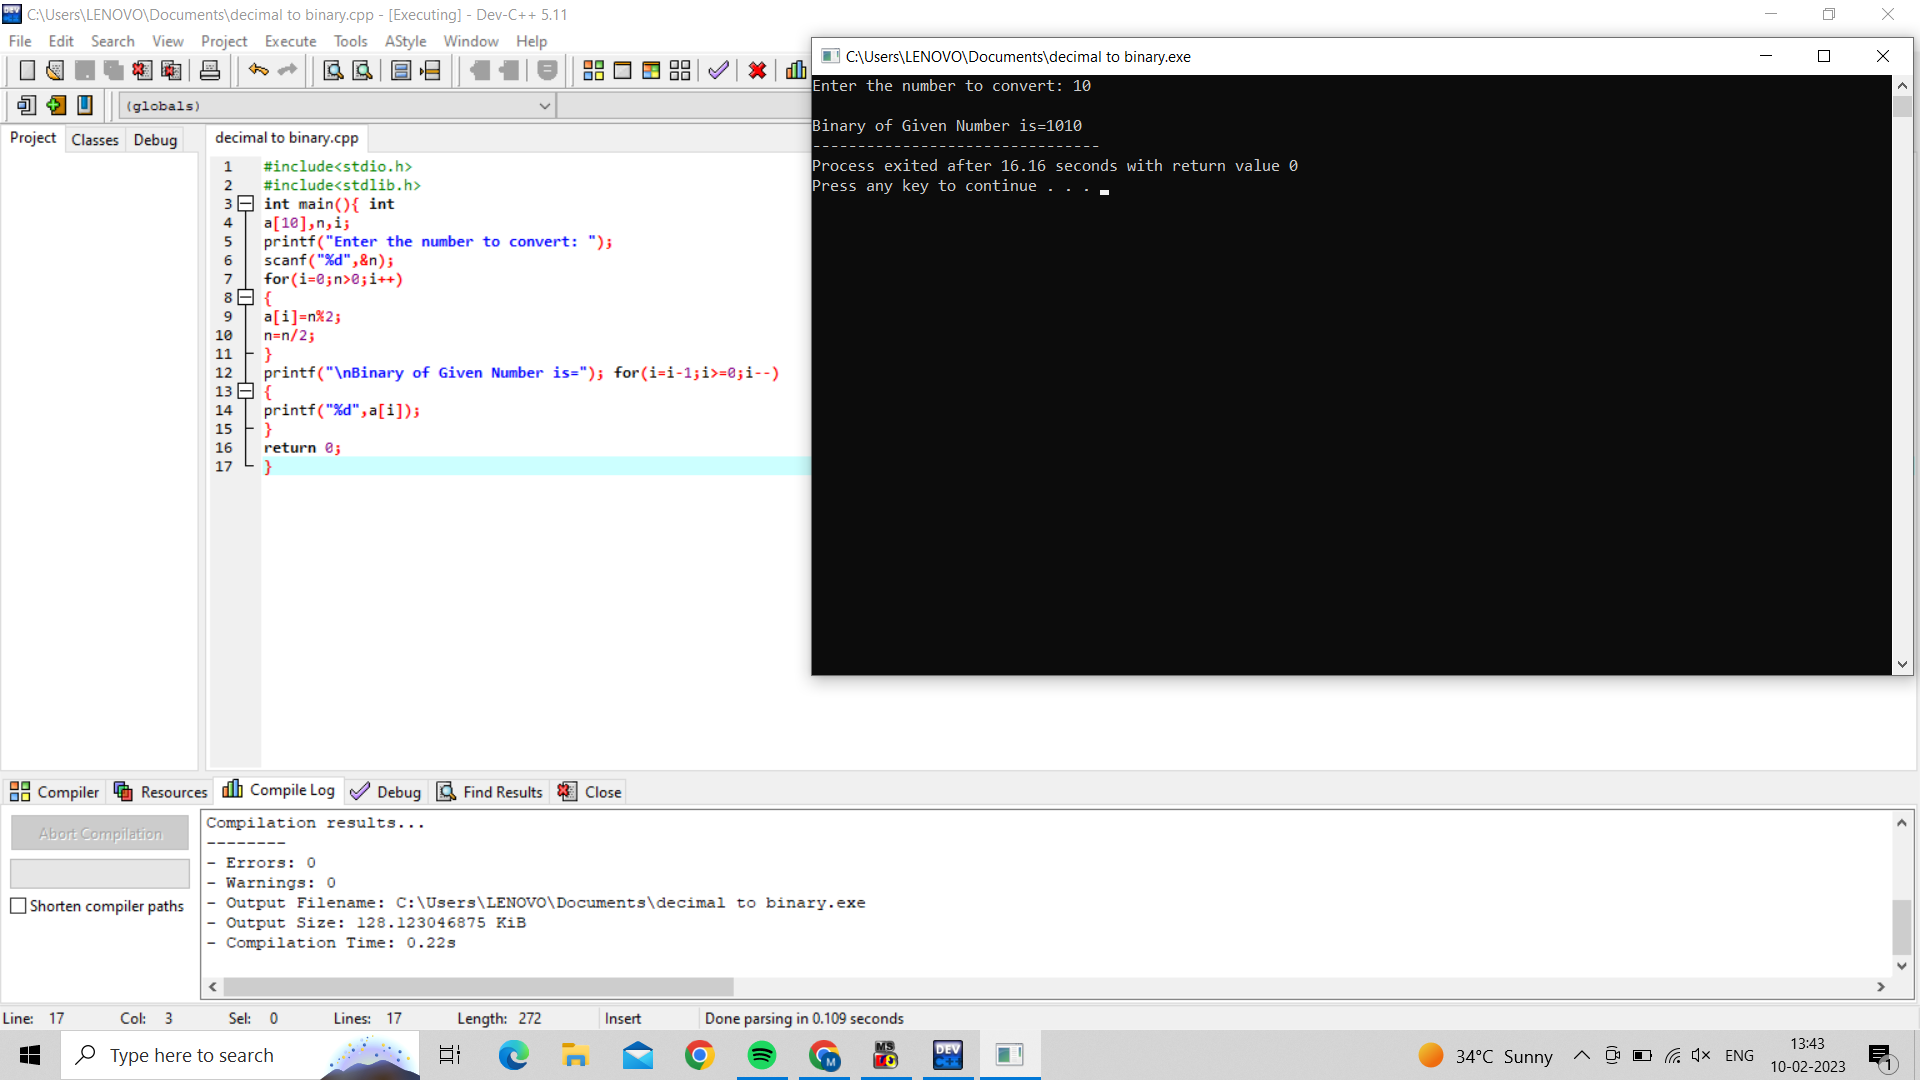 C:\Users\LENOVO\Documents\decimal to binary.cpp - [Executing] - Dev-C++ 5.11
File Edit Search View Project Execute Tools AStyle Window Help
(globals)
Project Classes Debug
decimal to binary.cpp
1 #include<stdio.h>
2 #include<stdlib.h>
3 int main(){ int
4 a[10],n,i;
5 printf("Enter the number to convert: ");
6 scanf("%d",&n);
7 for(i=0;n>0;i++)
8 {
9 a[i]=n%2;
10 n=n/2;
11 }
12 printf("\nBinary of Given Number is="); for(i=i-1;i>=0;i--)
13 {
14 printf("%d",a[i]);
15 }
16 return 0;
17 }
C:\Users\LENOVO\Documents\decimal to binary.exe
Enter the number to convert: 10
Binary of Given Number is=1010
--------------------------------
Process exited after 16.16 seconds with return value 0
Press any key to continue . . .
Compiler Resources Compile Log Debug Find Results Close
Abort Compilation
Shorten compiler paths
Compilation results...
--------
- Errors: 0
- Warnings: 0
- Output Filename: C:\Users\LENOVO\Documents\decimal to binary.exe
- Output Size: 128.123046875 KiB
- Compilation Time: 0.22s
Line: 17 Col: 3 Sel: 0 Lines: 17 Length: 272 Insert Done parsing in 0.109 seconds
Type here to search
M
MS
DEV
C++
34°C Sunny
ENG
13:43
10-02-2023
1